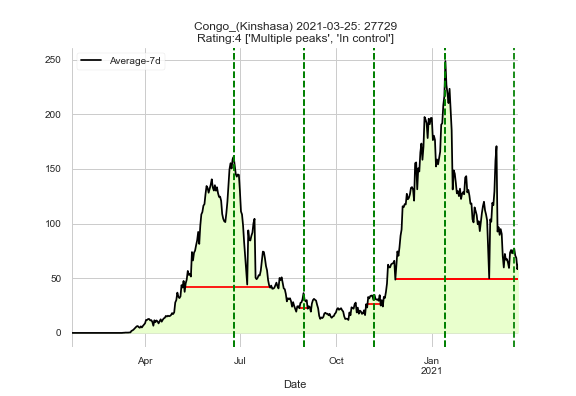 Congo_(Kinshasa) 2021-03-25: 27729
Rating:4 ['Multiple peaks', 'In control']
Average-7d
250
200
150
100
50
0
Apr
Jul
Oct
Jan
2021
Date